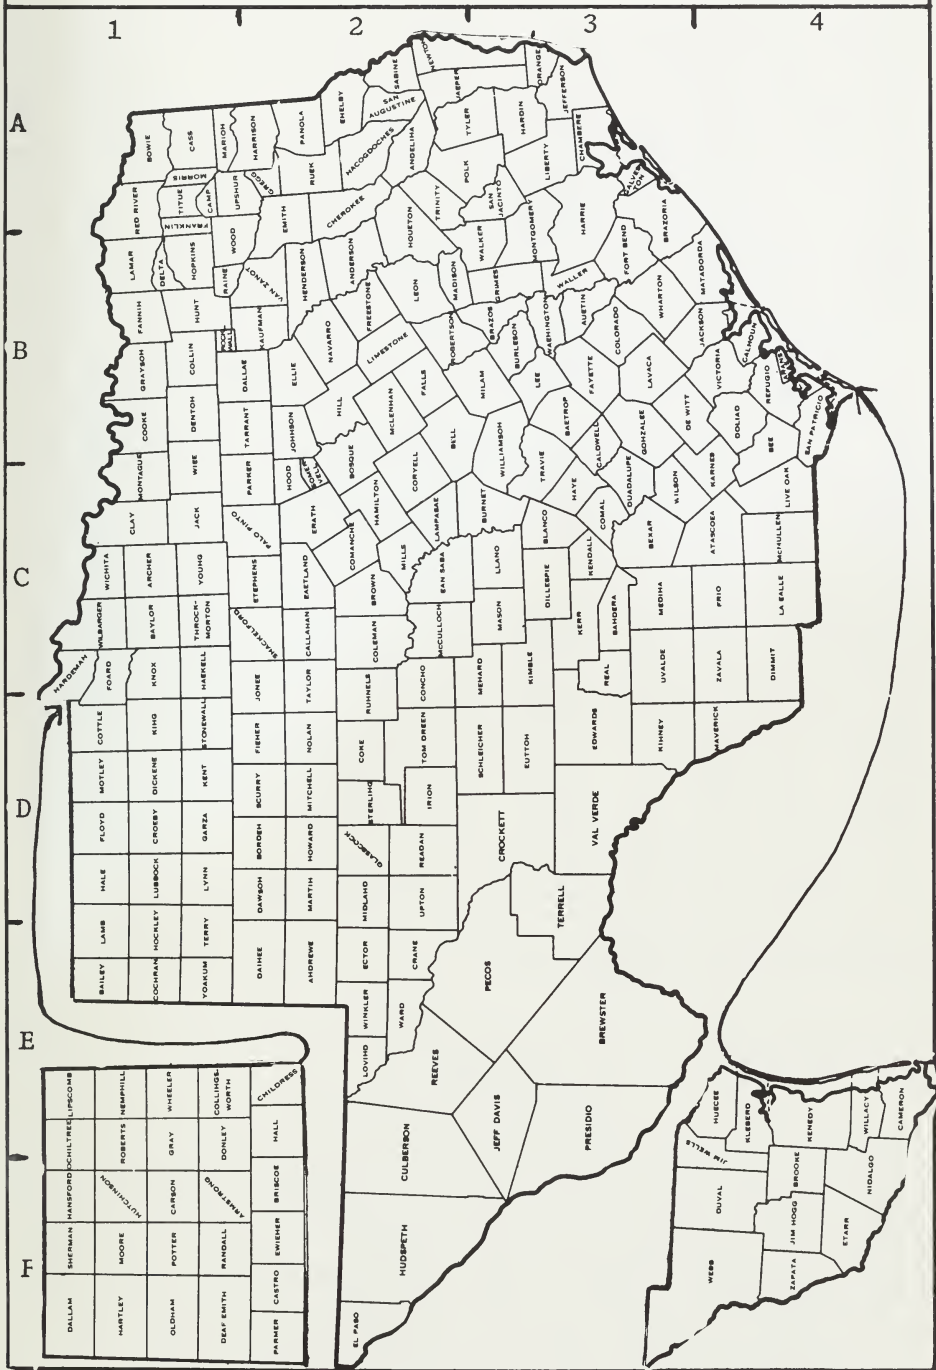 1 2 3 4
A
B
C
D
E
F
NEWTON
ORANGE
SABINE
JASPER
JEFFERSON
SHELBY
SAN AUGUSTINE
PANOLA
HARRISON
MARION
CASS
BOWIE
TYLER
HARDIN
CHAMBERS
NACOGDOCHES
ANGELINA
POLK
LIBERTY
GALVESTON
RUSK
GREGG
UPSHUR
MORRIS
TITUS
CAMP
RED RIVER
FRANKLIN
WOOD
SMITH
CHEROKEE
HOUSTON
TRINITY
SAN JACINTO
WALKER
MONTGOMERY
HARRIS
BRAZORIA
FORT BEND
MATAGORDA
LAMAR
DELTA
HOPKINS
RAINS
VAN ZANDT
HENDERSON
ANDERSON
FREESTONE
LEON
MADISON
GRIMES
WALLER
WHARTON
FANNIN
HUNT
ROCKWALL
KAUFMAN
NAVARRO
LIMESTONE
ROBERTSON
BRAZOS
BURLESON
WASHINGTON
AUSTIN
COLORADO
JACKSON
CALHOUN
GRAYSON
COLLIN
DALLAS
ELLIS
HILL
MCLENNAN
FALLS
MILAM
LEE
FAYETTE
LAVACA
VICTORIA
REFUGIO
ARANSAS
COOKE
DENTON
TARRANT
JOHNSON
BOSQUE
BELL
WILLIAMSON
BASTROP
CALDWELL
GONZALES
DE WITT
GOLIAD
BEE
SAN PATRICIO
MONTAGUE
WISE
PARKER
HOOD
SOMERVELL
HAMILTON
CORYELL
LAMPASAS
BURNET
TRAVIS
HAYS
GUADALUPE
WILSON
KARNES
LIVE OAK
CLAY
JACK
PALO PINTO
ERATH
COMANCHE
MILLS
BLANCO
COMAL
BEXAR
ATASCOSA
MCMULLEN
WICHITA
ARCHER
YOUNG
STEPHENS
EASTLAND
BROWN
SAN SABA
LLANO
GILLESPIE
KENDALL
WILBARGER
BAYLOR
THROCK-
MORTON
SHACKELFORD
CALLAHAN
COLEMAN
MCCULLOCH
MASON
KERR
BANDERA
MEDINA
FRIO
LA SALLE
HARDEMAN
FOARD
KNOX
HASKELL
JONES
TAYLOR
RUNNELS
CONCHO
MENARD
KIMBLE
REAL
UVALDE
ZAVALA
DIMMIT
COTTLE
KING
STONEWALL
FISHER
NOLAN
COKE
TOM GREEN
SCHLEICHER
SUTTON
EDWARDS
KINNEY
MAVERICK
MOTLEY
DICKENS
KENT
SCURRY
MITCHELL
STERLING
IRION
CROCKETT
VAL VERDE
FLOYD
CROSBY
GARZA
BORDEN
HOWARD
GLASSCOCK
REAGAN
HALE
LUBBOCK
LYNN
DAWSON
MARTIN
MIDLAND
UPTON
TERRELL
LAMB
HOCKLEY
TERRY
GAINES
ANDREWS
ECTOR
CRANE
PECOS
BREWSTER
BAILEY
COCHRAN
YOAKUM
WINKLER
WARD
LOVING
REEVES
CULBERSON
JEFF DAVIS
PRESIDIO
HUDSPETH
EL PASO
LIPSCOMB
HEMPHILL
WHEELER
COLLINGS-
WORTH
CHILDRESS
OCHILTREE
ROBERTS
GRAY
DONLEY
HALL
HANSFORD
HUTCHINSON
CARSON
ARMSTRONG
BRISCOE
SHERMAN
MOORE
POTTER
RANDALL
SWISHER
DALLAM
HARTLEY
OLDHAM
DEAF SMITH
CASTRO
PARMER
NUECES
KLEBERG
KENEDY
WILLACY
CAMERON
JIM WELLS
DUVAL
BROOKS
HIDALGO
JIM HOGG
STARR
WEBB
ZAPATA